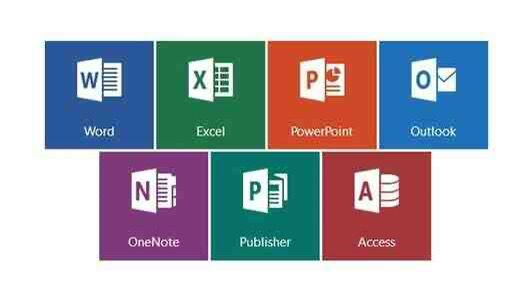 W X P O
Word Excel PowerPoint Outlook
N P A
OneNote Publisher Access